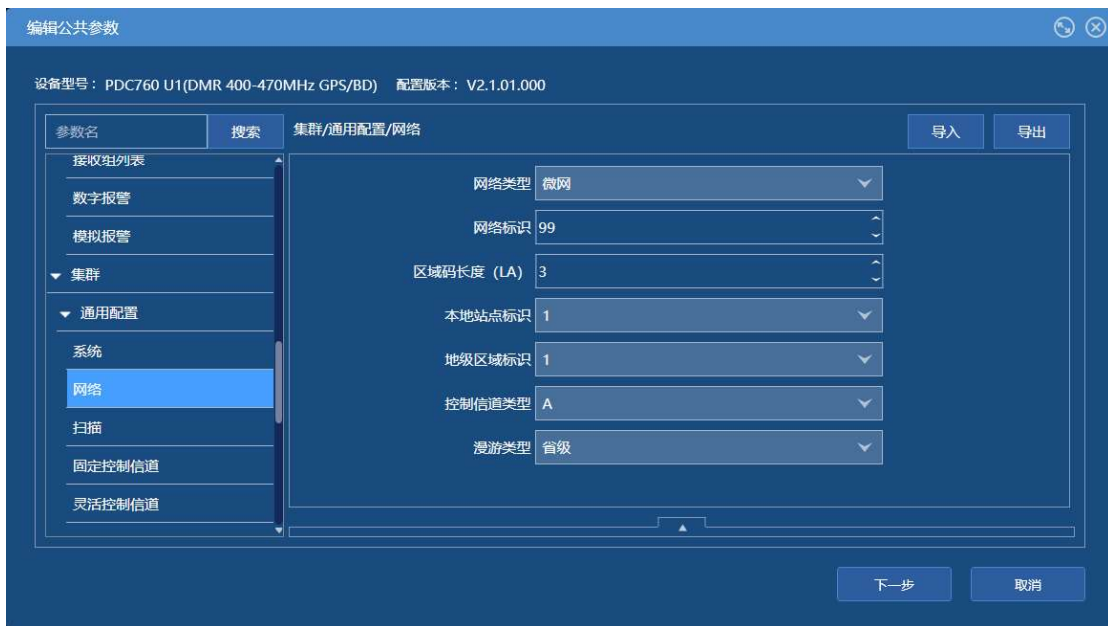 编辑公共参数
设备型号： PDC760 U1(DMR 400-470MHz GPS/BD) 配置版本： V2.1.01.000
参数名 搜索 集群/通用配置/网络 导入 导出
接收组列表
数字报警
模拟报警
集群
通用配置
系统
网络
扫描
固定控制信道
灵活控制信道
网络类型 微网
网络标识 99
区域码长度（LA） 3
本地站点标识 1
地级区域标识 1
控制信道类型 A
漫游类型 省级
下一步 取消